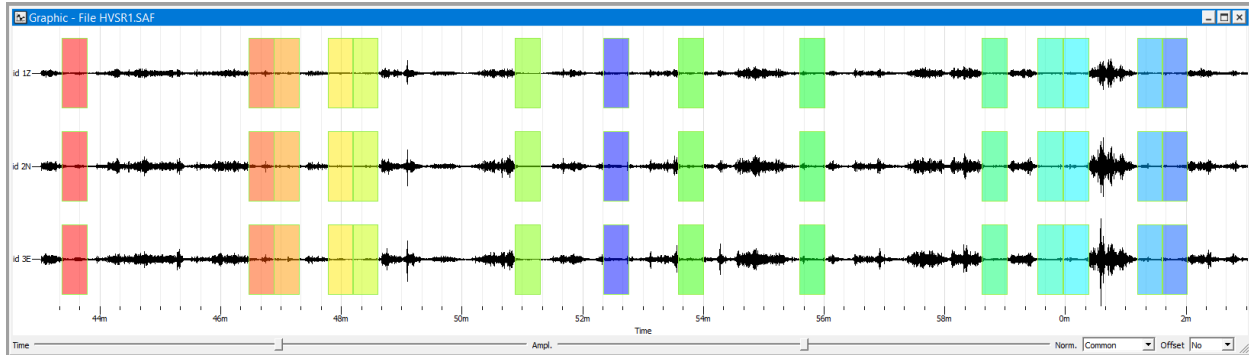 Graphic - File HVSR1.SAF
id 1Z
id 2N
id 3E
44m 46m 48m 50m 52m 54m 56m 58m 0m 2m
Time
Time Ampl. Norm. Common Offset No